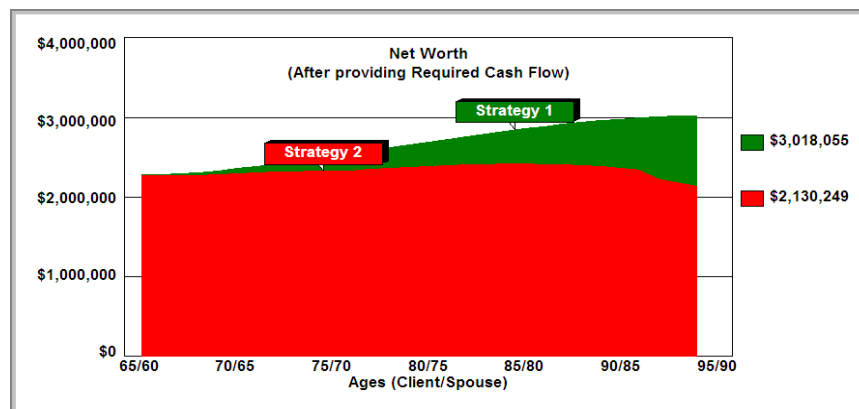 Net Worth
(After providing Required Cash Flow)
$4,000,000
$3,000,000
$2,000,000
$1,000,000
$0
Strategy 1
Strategy 2
$3,018,055
$2,130,249
65/60 70/65 75/70 80/75 85/80 90/85 95/90
Ages (Client/Spouse)